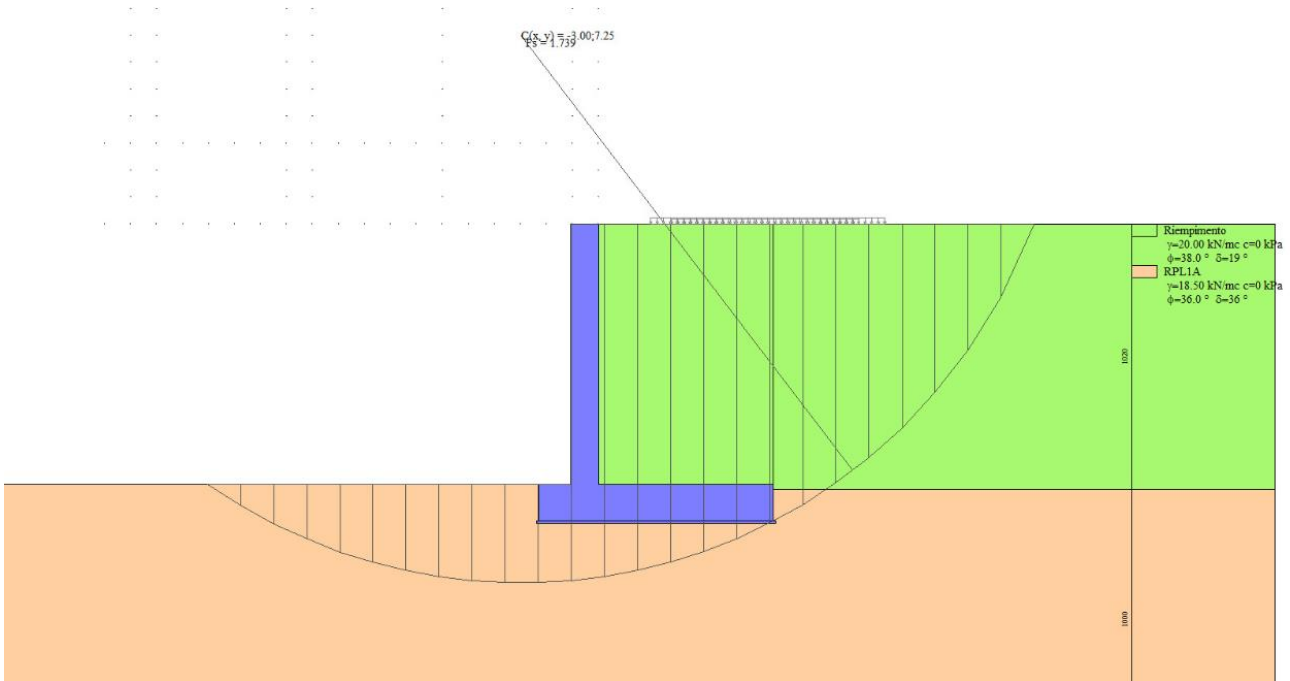 C(x, y) = -3.00;7.25
Fs = 1.739
Riempimento
γ=20.00 kN/mc c=0 kPa
ϕ=38.0 ° δ=19 °
RPL1A
γ=18.50 kN/mc c=0 kPa
ϕ=36.0 ° δ=36 °
1020
1000